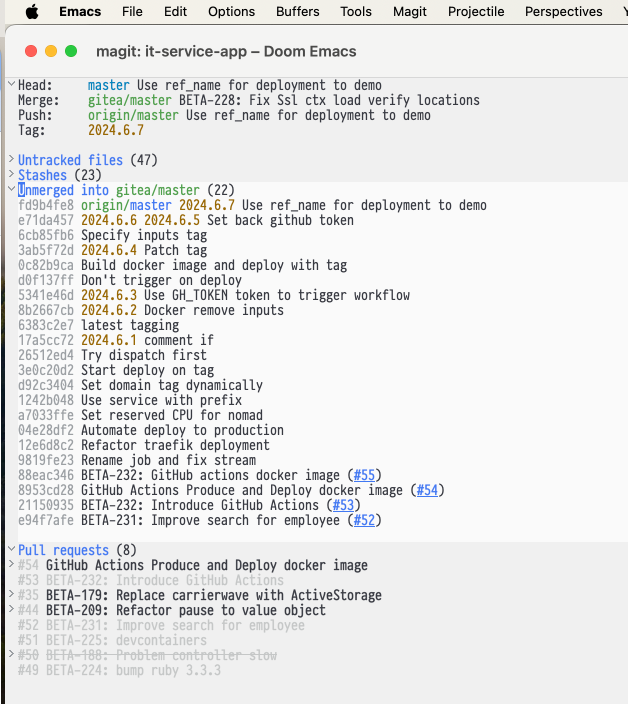 Emacs File Edit Options Buffers Tools Magit Projectile Perspectives Y
magit: it-service-app – Doom Emacs
Head: master Use ref_name for deployment to demo
Merge: gitea/master BETA-228: Fix Ssl ctx load verify locations
Push: origin/master Use ref_name for deployment to demo
Tag: 2024.6.7
Untracked files (47)
Stashes (23)
Unmerged into gitea/master (22)
fd9b4fe8 origin/master 2024.6.7 Use ref_name for deployment to demo
e71da457 2024.6.6 2024.6.5 Set back github token
6cb85fb6 Specify inputs tag
3ab5f72d 2024.6.4 Patch tag
0c82b9ca Build docker image and deploy with tag
d0f137ff Don't trigger on deploy
5341e46d 2024.6.3 Use GH_TOKEN token to trigger workflow
8b2667cb 2024.6.2 Docker remove inputs
6383c2e7 latest tagging
17a5cc72 2024.6.1 comment if
26512ed4 Try dispatch first
3e0c20d2 Start deploy on tag
d92c3404 Set domain tag dynamically
1242b048 Use service with prefix
a7033ffe Set reserved CPU for nomad
04e28df2 Automate deploy to production
12e6d8c2 Refactor traefik deployment
9819fe23 Rename job and fix stream
88eac346 BETA-232: GitHub actions docker image (#55)
8953cd28 GitHub Actions Produce and Deploy docker image (#54)
21150935 BETA-232: Introduce GitHub Actions (#53)
e94f7afe BETA-231: Improve search for employee (#52)
Pull requests (8)
#54 GitHub Actions Produce and Deploy docker image
#53 BETA-232: Introduce GitHub Actions
#35 BETA-179: Replace carrierwave with ActiveStorage
#44 BETA-209: Refactor pause to value object
#52 BETA-231: Improve search for employee
#51 BETA-225: devcontainers
#50 BETA-188: Problem controller slow
#49 BETA-224: bump ruby 3.3.3